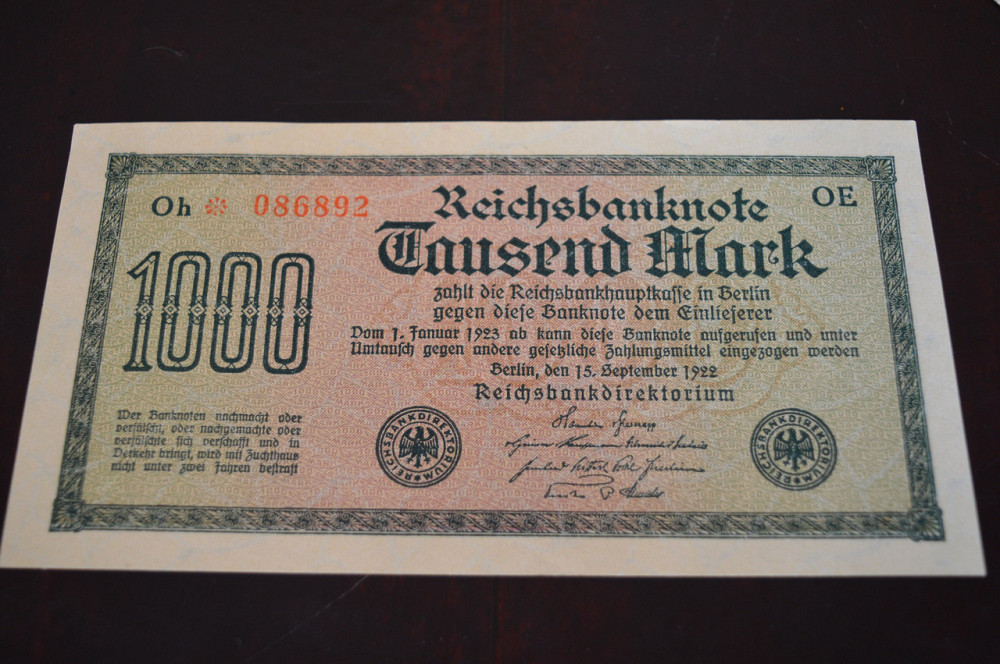 Oh * 086892
OE
Reichsbanknote
Tausend Mark
1000
zahlt die Reichsbankhauptkasse in Berlin
gegen diese Banknote dem Einlieferer
Vom 1. Januar 1923 ab kann diese Banknote aufgerufen und unter
Umtausch gegen andere gesetzliche Zahlungsmittel eingezogen werden
Berlin, den 15. September 1922
Reichsbankdirektorium
Wer Banknoten nachmacht oder
verfälscht, oder nachgemachte oder
verfälschte sich verschafft und in
Verkehr bringt, wird mit Zuchthaus
nicht unter zwei Jahren bestraft
REICHSBANKDIREKTORIUM
REICHSBANKDIREKTORIUM